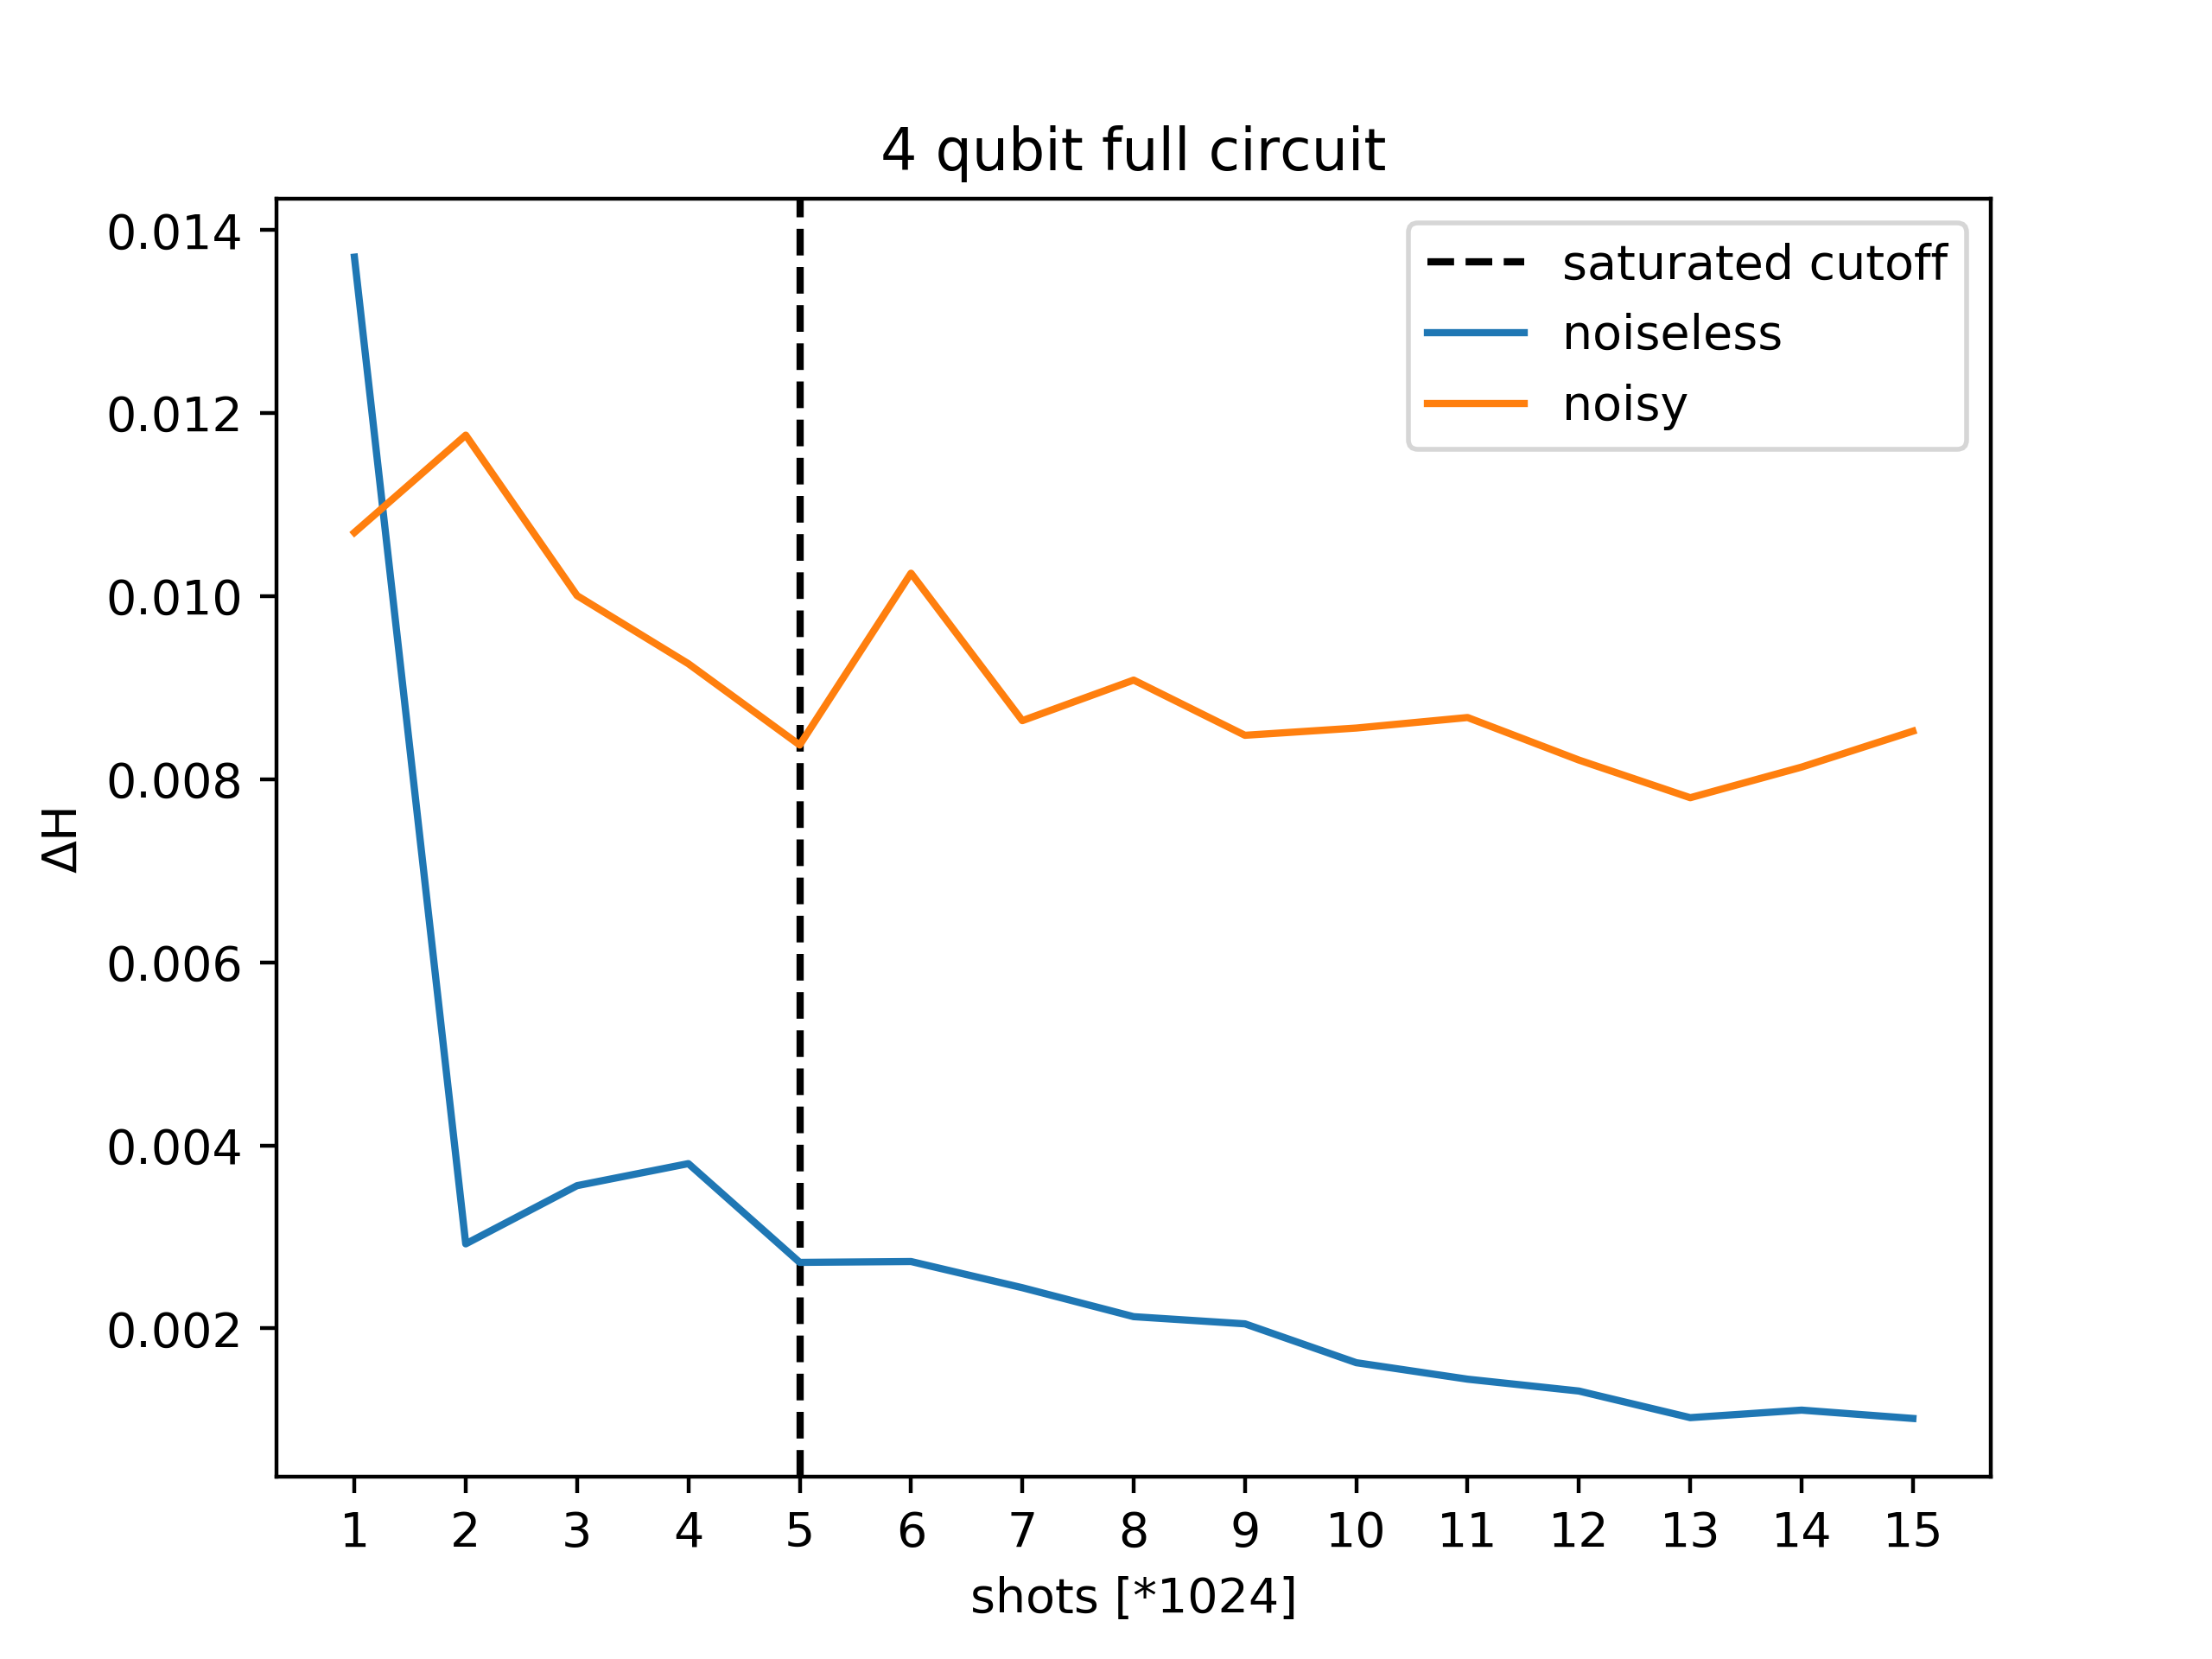 4 qubit full circuit
saturated cutoff
noiseless
noisy
0.014
0.012
0.010
0.008
0.006
0.004
0.002
ΔH
1 2 3 4 5 6 7 8 9 10 11 12 13 14 15
shots [*1024]